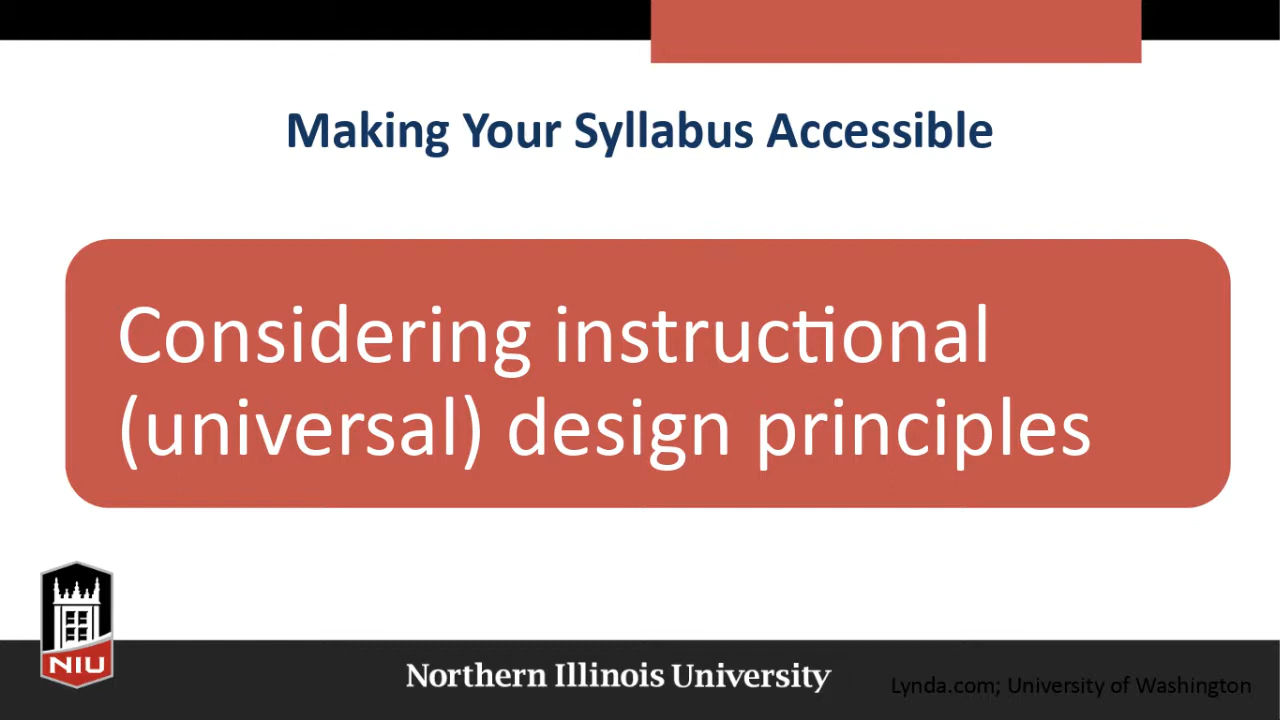 Making Your Syllabus Accessible
Considering instructional
(universal) design principles
NIU
Northern Illinois University
Lynda.com; University of Washington